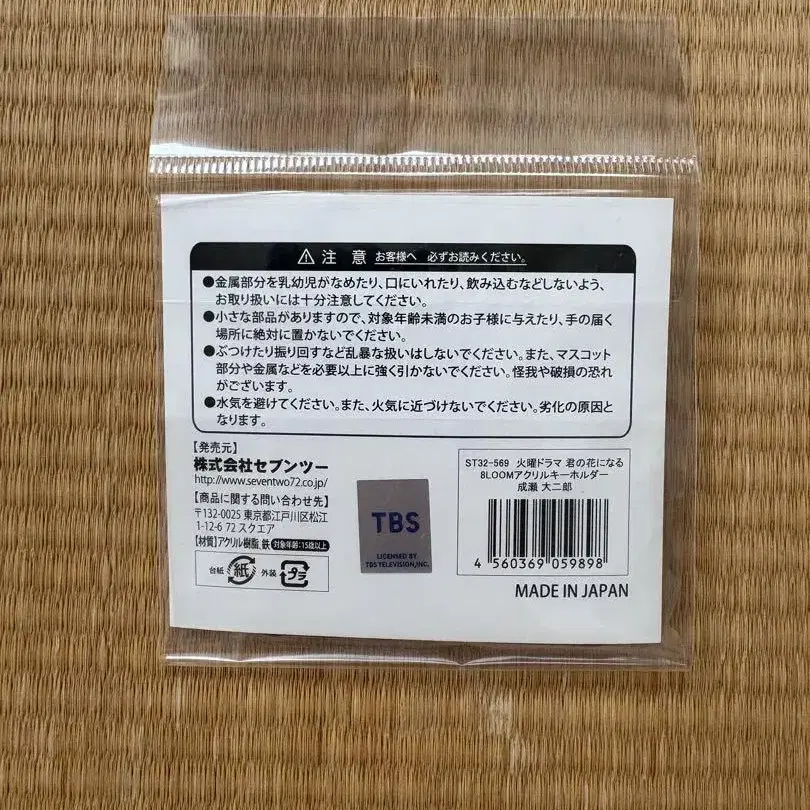 ⚠注 意 お客様へ 必ずお読みください。
●金属部分を乳幼児がなめたり、口にいれたり、飲み込むなどしないよう、
お取り扱いには十分注意してください。
●小さな部品がありますので、対象年齢未満のお子様に与えたり、手の届く
場所に絶対に置かないでください。
●ぶつけたり振り回すなど乱暴な扱いはしないでください。また、マスコット
部分や金属などを必要以上に強く引かないでください。怪我や破損の恐れ
がございます。
●水気を避けてください。また、火気に近づけないでください。劣化の原因と
なります。
【発売元】
株式会社セブンツー
http://www.seventwo72.co.jp/
【商品に関する問い合わせ先】
〒132-0025 東京都江戸川区松江
1-12-6 72 スクエア
【材質】アクリル樹脂、鉄 対象年齢:15歳以上
台紙 紙 外装 プラ
TBS
LICENSED BY
TBS TELEVISION,INC.
ST32-569 火曜ドラマ 君の花になる
8LOOMアクリルキーホルダー
成瀬 大二郎
4 560369 059898
MADE IN JAPAN